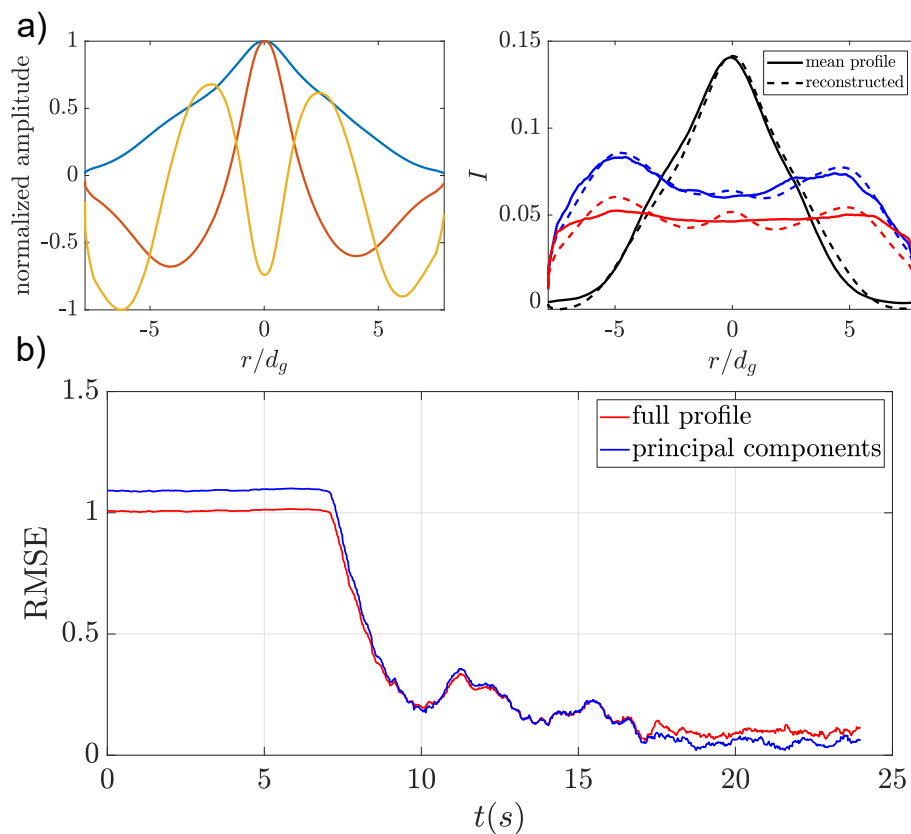 a)
normalized amplitude
1
0.5
0
-0.5
-1
-5
0
5
r/d_g
I
0.15
0.1
0.05
0
-5
0
5
r/d_g
mean profile
reconstructed
b)
RMSE
1.5
1
0.5
0
0
5
10
15
20
25
t(s)
full profile
principal components